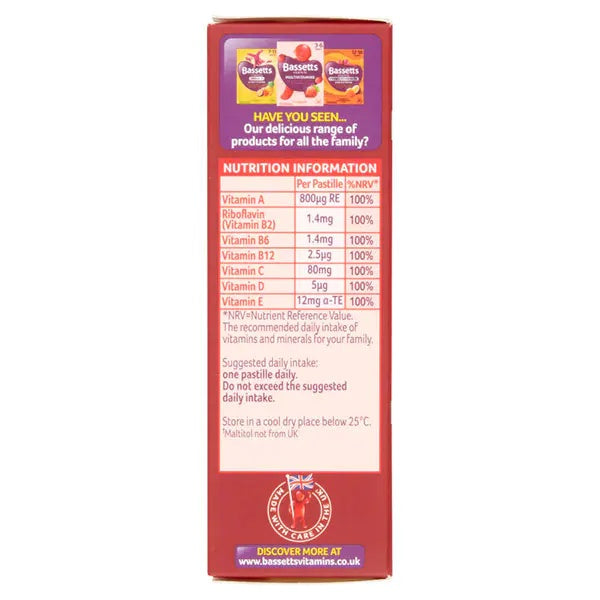 Bassetts
Bassetts
Bassetts
MULTIVITAMINS
HAVE YOU SEEN...
Our delicious range of
products for all the family?
NUTRITION INFORMATION
Per Pastille %NRV*
Vitamin A 800µg RE 100%
Riboflavin
(Vitamin B2) 1.4mg 100%
Vitamin B6 1.4mg 100%
Vitamin B12 2.5µg 100%
Vitamin C 80mg 100%
Vitamin D 5µg 100%
Vitamin E 12mg α-TE 100%
*NRV=Nutrient Reference Value.
The recommended daily intake of
vitamins and minerals for your family.
Suggested daily intake:
one pastille daily.
Do not exceed the suggested
daily intake.
Store in a cool dry place below 25°C.
†Maltitol not from UK
MADE WITH CARE IN THE UK†
DISCOVER MORE AT
www.bassettsvitamins.co.uk